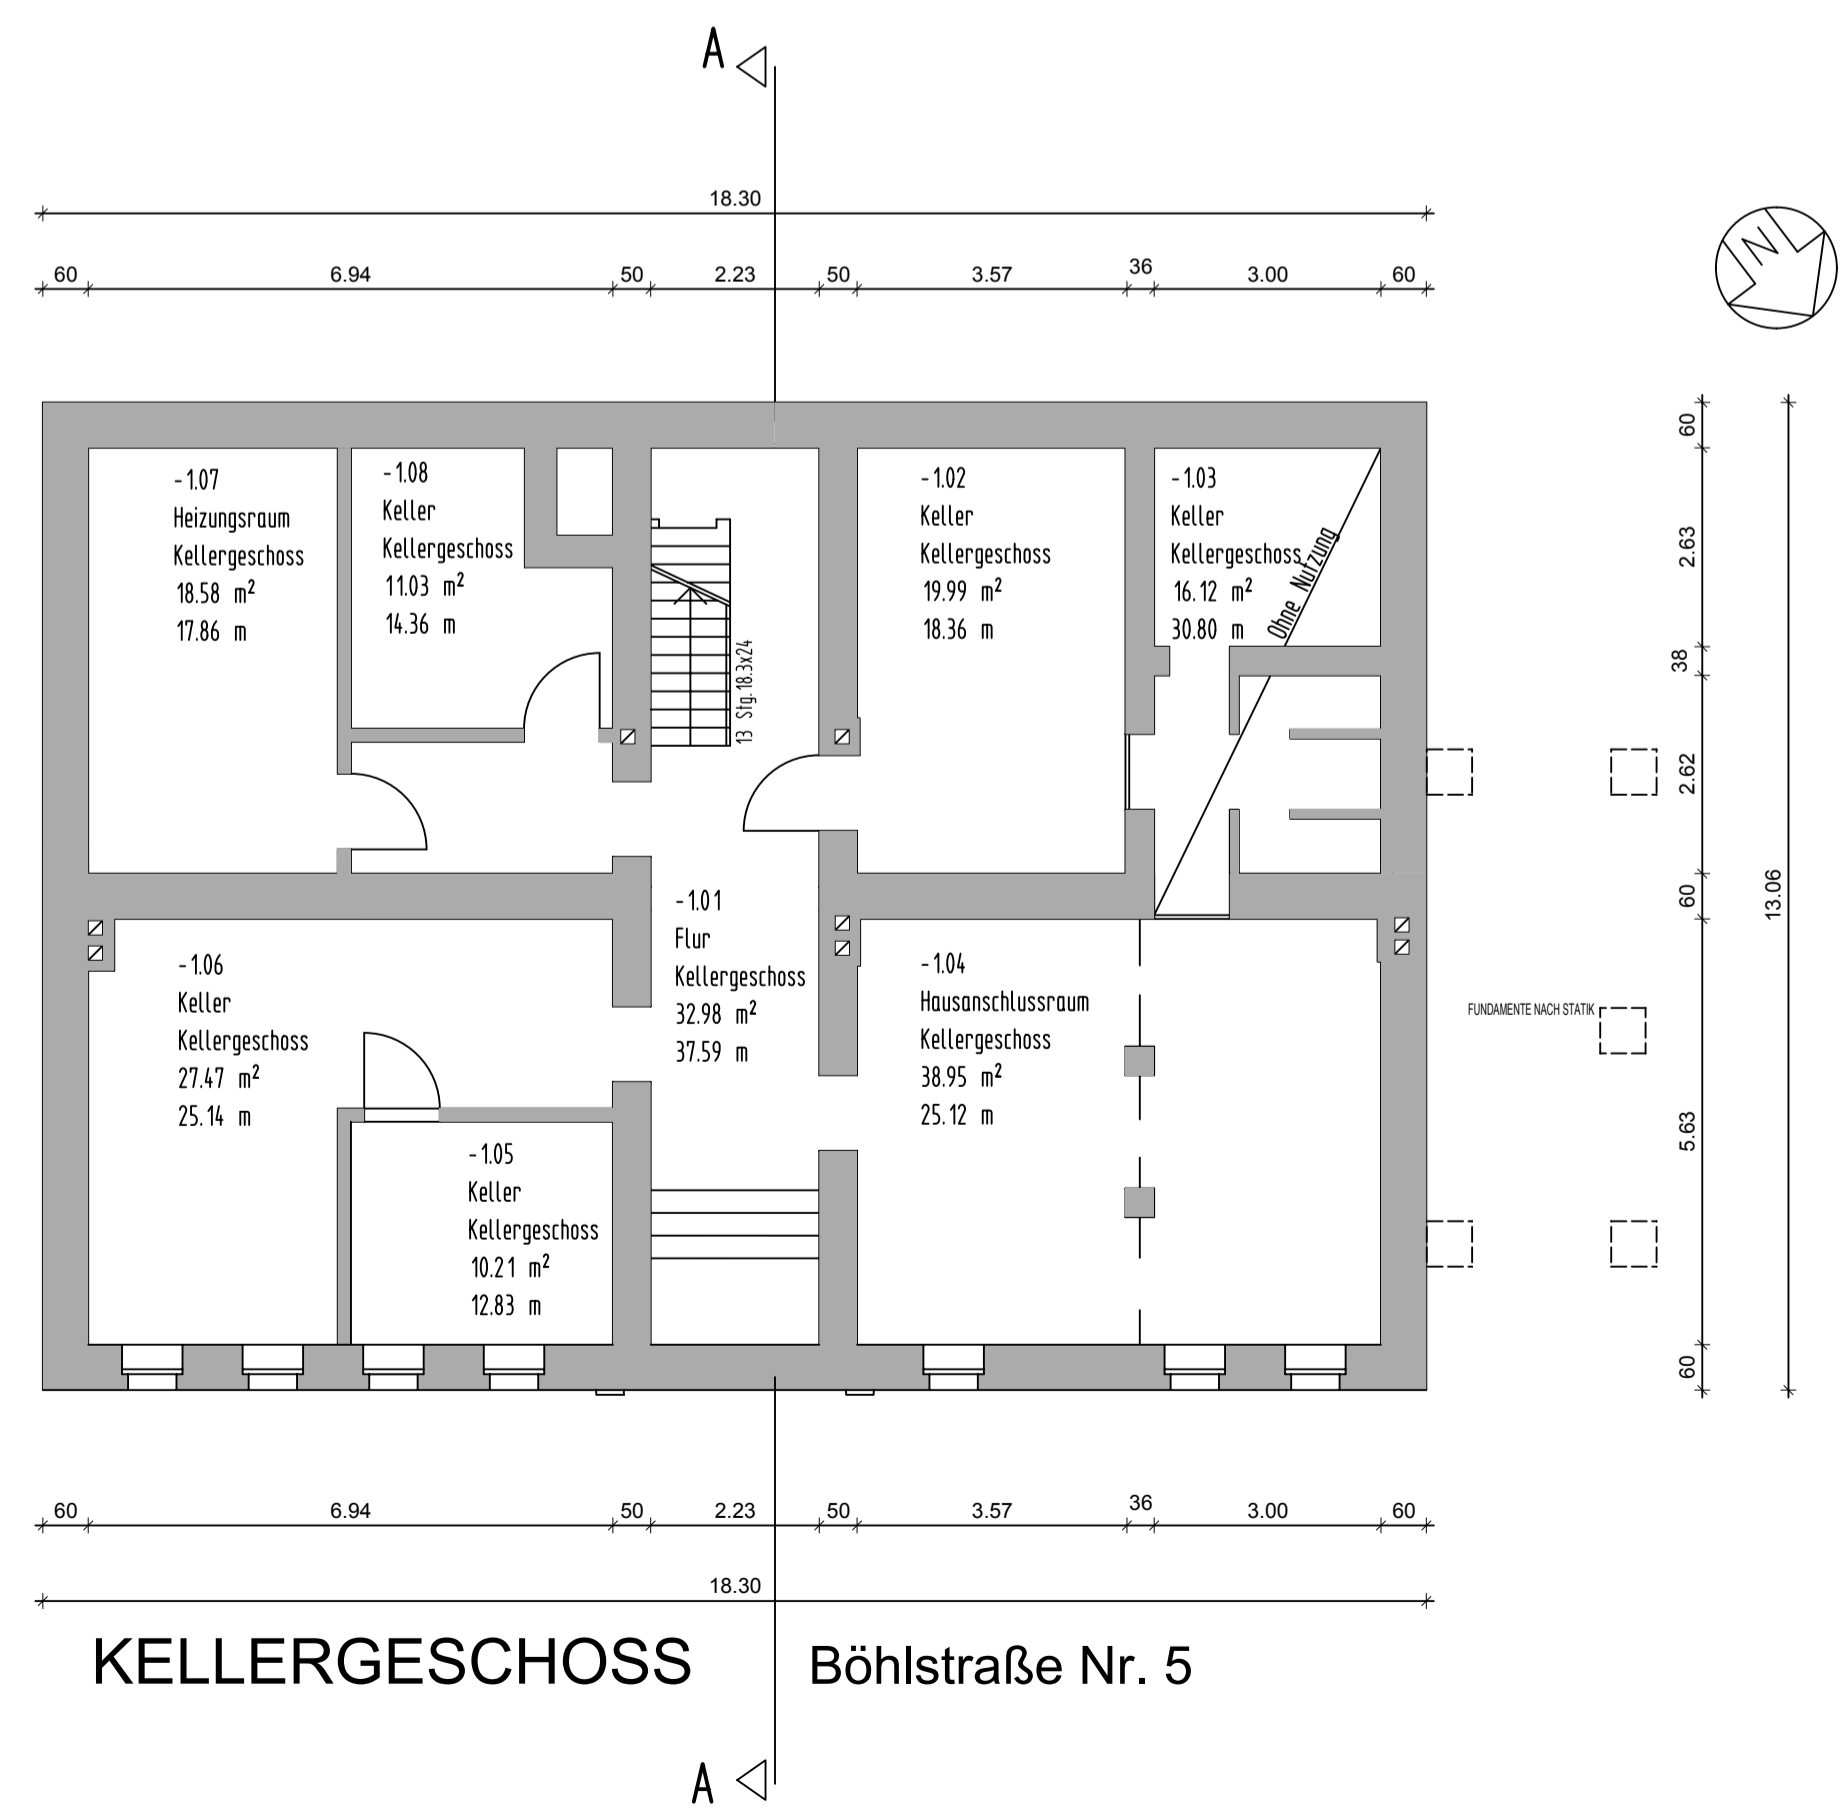 A
18.30
60 6.94 50 2.23 50 3.57 36 3.00 60
N
-1.07
Heizungsraum
Kellergeschoss
18.58 m²
17.86 m
-1.08
Keller
Kellergeschoss
11.03 m²
14.36 m
13 Stg.18.3x24
-1.02
Keller
Kellergeschoss
19.99 m²
18.36 m
-1.03
Keller
Kellergeschoss
16.12 m²
30.80 m
Ohne Nutzung
60
2.63
38
2.62
60
5.63
60
13.06
-1.06
Keller
Kellergeschoss
27.47 m²
25.14 m
-1.05
Keller
Kellergeschoss
10.21 m²
12.83 m
-1.01
Flur
Kellergeschoss
32.98 m²
37.59 m
-1.04
Hausanschlussraum
Kellergeschoss
38.95 m²
25.12 m
FUNDAMENTE NACH STATIK
60 6.94 50 2.23 50 3.57 36 3.00 60
18.30
KELLERGESCHOSS Böhlstraße Nr. 5
A